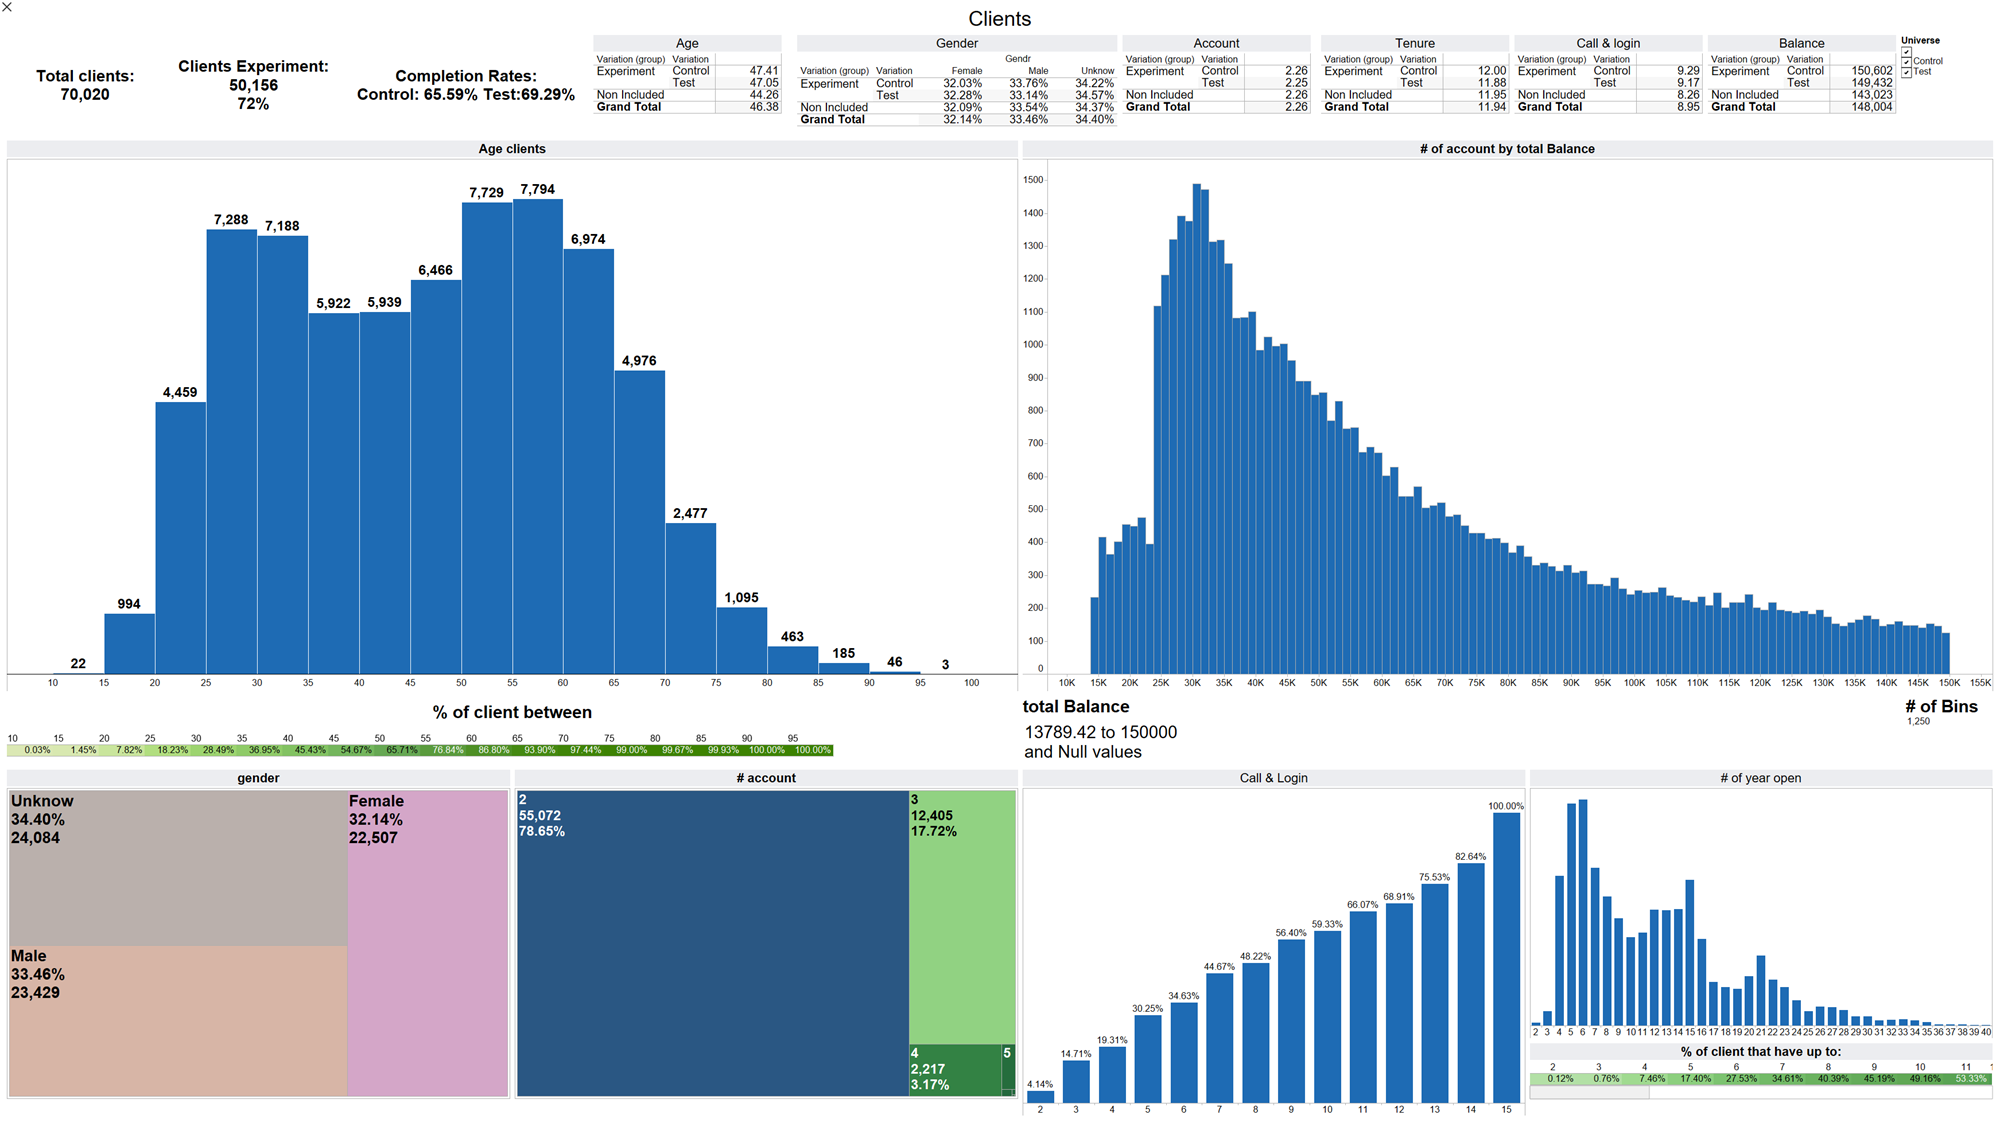 Clients
Total clients:
70,020
Clients Experiment:
50,156
72%
Completion Rates:
Control: 65.59% Test:69.29%
Age
Variation (group) Variation
Experiment Control 47.41
Test 47.05
Non Included 44.26
Grand Total 46.38
Gender
Gendr
Variation (group) Variation Female Male Unknow
Experiment Control 32.03% 33.76% 34.22%
Test 32.28% 33.14% 34.57%
Non Included 32.09% 33.54% 34.37%
Grand Total 32.14% 33.46% 34.40%
Account
Variation (group) Variation
Experiment Control 2.26
Test 2.25
Non Included 2.26
Grand Total 2.26
Tenure
Variation (group) Variation
Experiment Control 12.00
Test 11.88
Non Included 11.95
Grand Total 11.94
Call & login
Variation (group) Variation
Experiment Control 9.29
Test 9.17
Non Included 8.26
Grand Total 8.95
Balance
Variation (group) Variation
Experiment Control 150,602
Test 149,432
Non Included 143,023
Grand Total 148,004
Universe
Control
Test
Age clients
22 994 4,459 7,288 7,188 5,922 5,939 6,466 7,729 7,794 6,974 4,976 2,477 1,095 463 185 46 3
10 15 20 25 30 35 40 45 50 55 60 65 70 75 80 85 90 95 100
# of account by total Balance
1500
1400
1300
1200
1100
1000
900
800
700
600
500
400
300
200
100
0
10K 15K 20K 25K 30K 35K 40K 45K 50K 55K 60K 65K 70K 75K 80K 85K 90K 95K 100K 105K 110K 115K 120K 125K 130K 135K 140K 145K 150K 155K
% of client between
10 15 20 25 30 35 40 45 50 55 60 65 70 75 80 85 90 95
0.03% 1.45% 7.82% 18.23% 28.49% 36.95% 45.43% 54.67% 65.71% 76.84% 86.80% 93.90% 97.44% 99.00% 99.67% 99.93% 100.00% 100.00%
total Balance
13789.42 to 150000
and Null values
# of Bins
1,250
gender
Unknow
34.40%
24,084
Female
32.14%
22,507
Male
33.46%
23,429
# account
2
55,072
78.65%
3
12,405
17.72%
4
2,217
3.17%
5
Call & Login
4.14% 14.71% 19.31% 30.25% 34.63% 44.67% 48.22% 56.40% 59.33% 66.07% 68.91% 75.53% 82.64% 100.00%
2 3 4 5 6 7 8 9 10 11 12 13 14 15
# of year open
2 3 4 5 6 7 8 9 10 11 12 13 14 15 16 17 18 19 20 21 22 23 24 25 26 27 28 29 30 31 32 33 34 35 36 37 38 39 40
% of client that have up to:
2 3 4 5 6 7 8 9 10 11 1
0.12% 0.76% 7.46% 17.40% 27.53% 34.61% 40.39% 45.19% 49.16% 53.33%